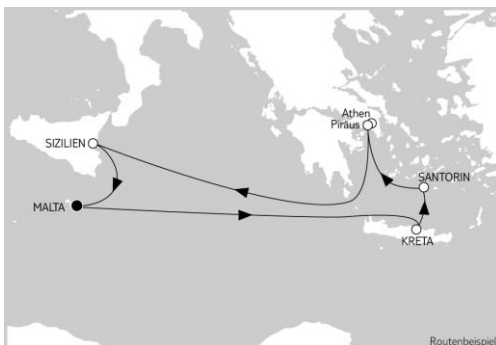 Athen
Piräus
SIZILIEN
SANTORIN
MALTA
KRETA
Routenbeispiel